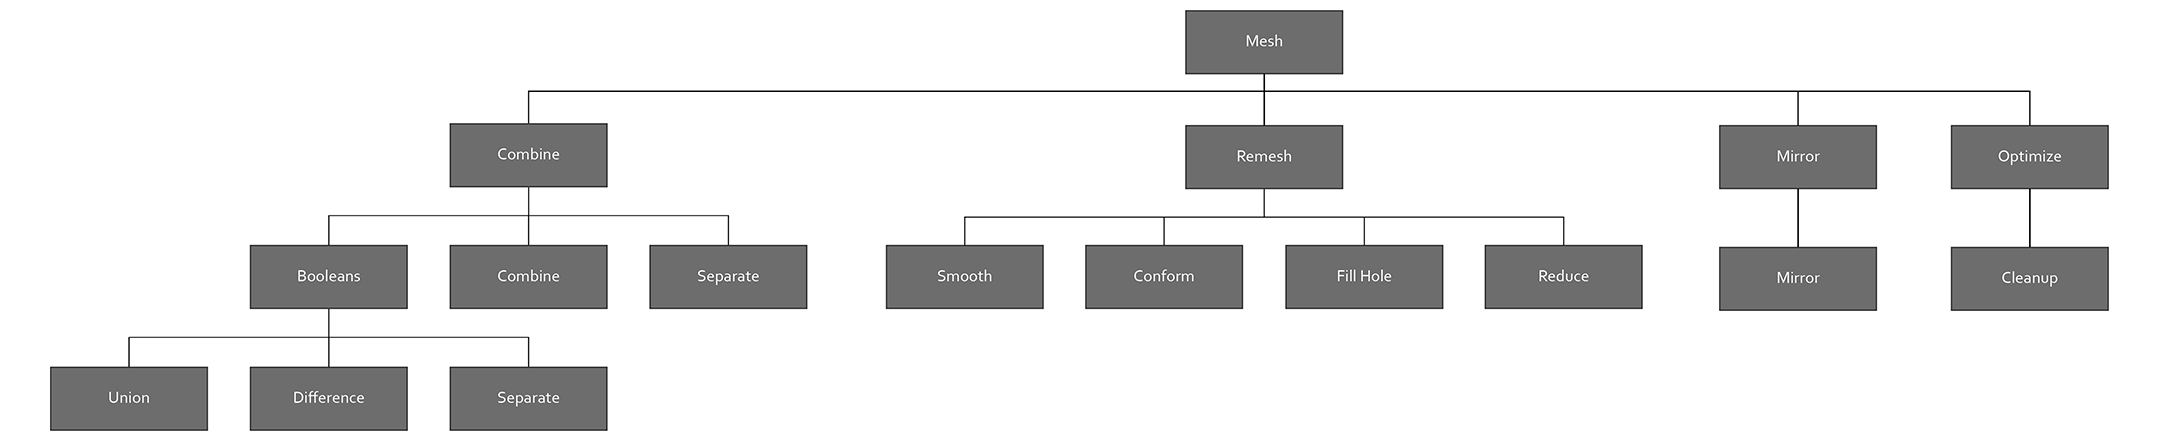 Mesh
Combine
Remesh
Mirror
Optimize
Booleans
Combine
Separate
Smooth
Conform
Fill Hole
Reduce
Mirror
Cleanup
Union
Difference
Separate